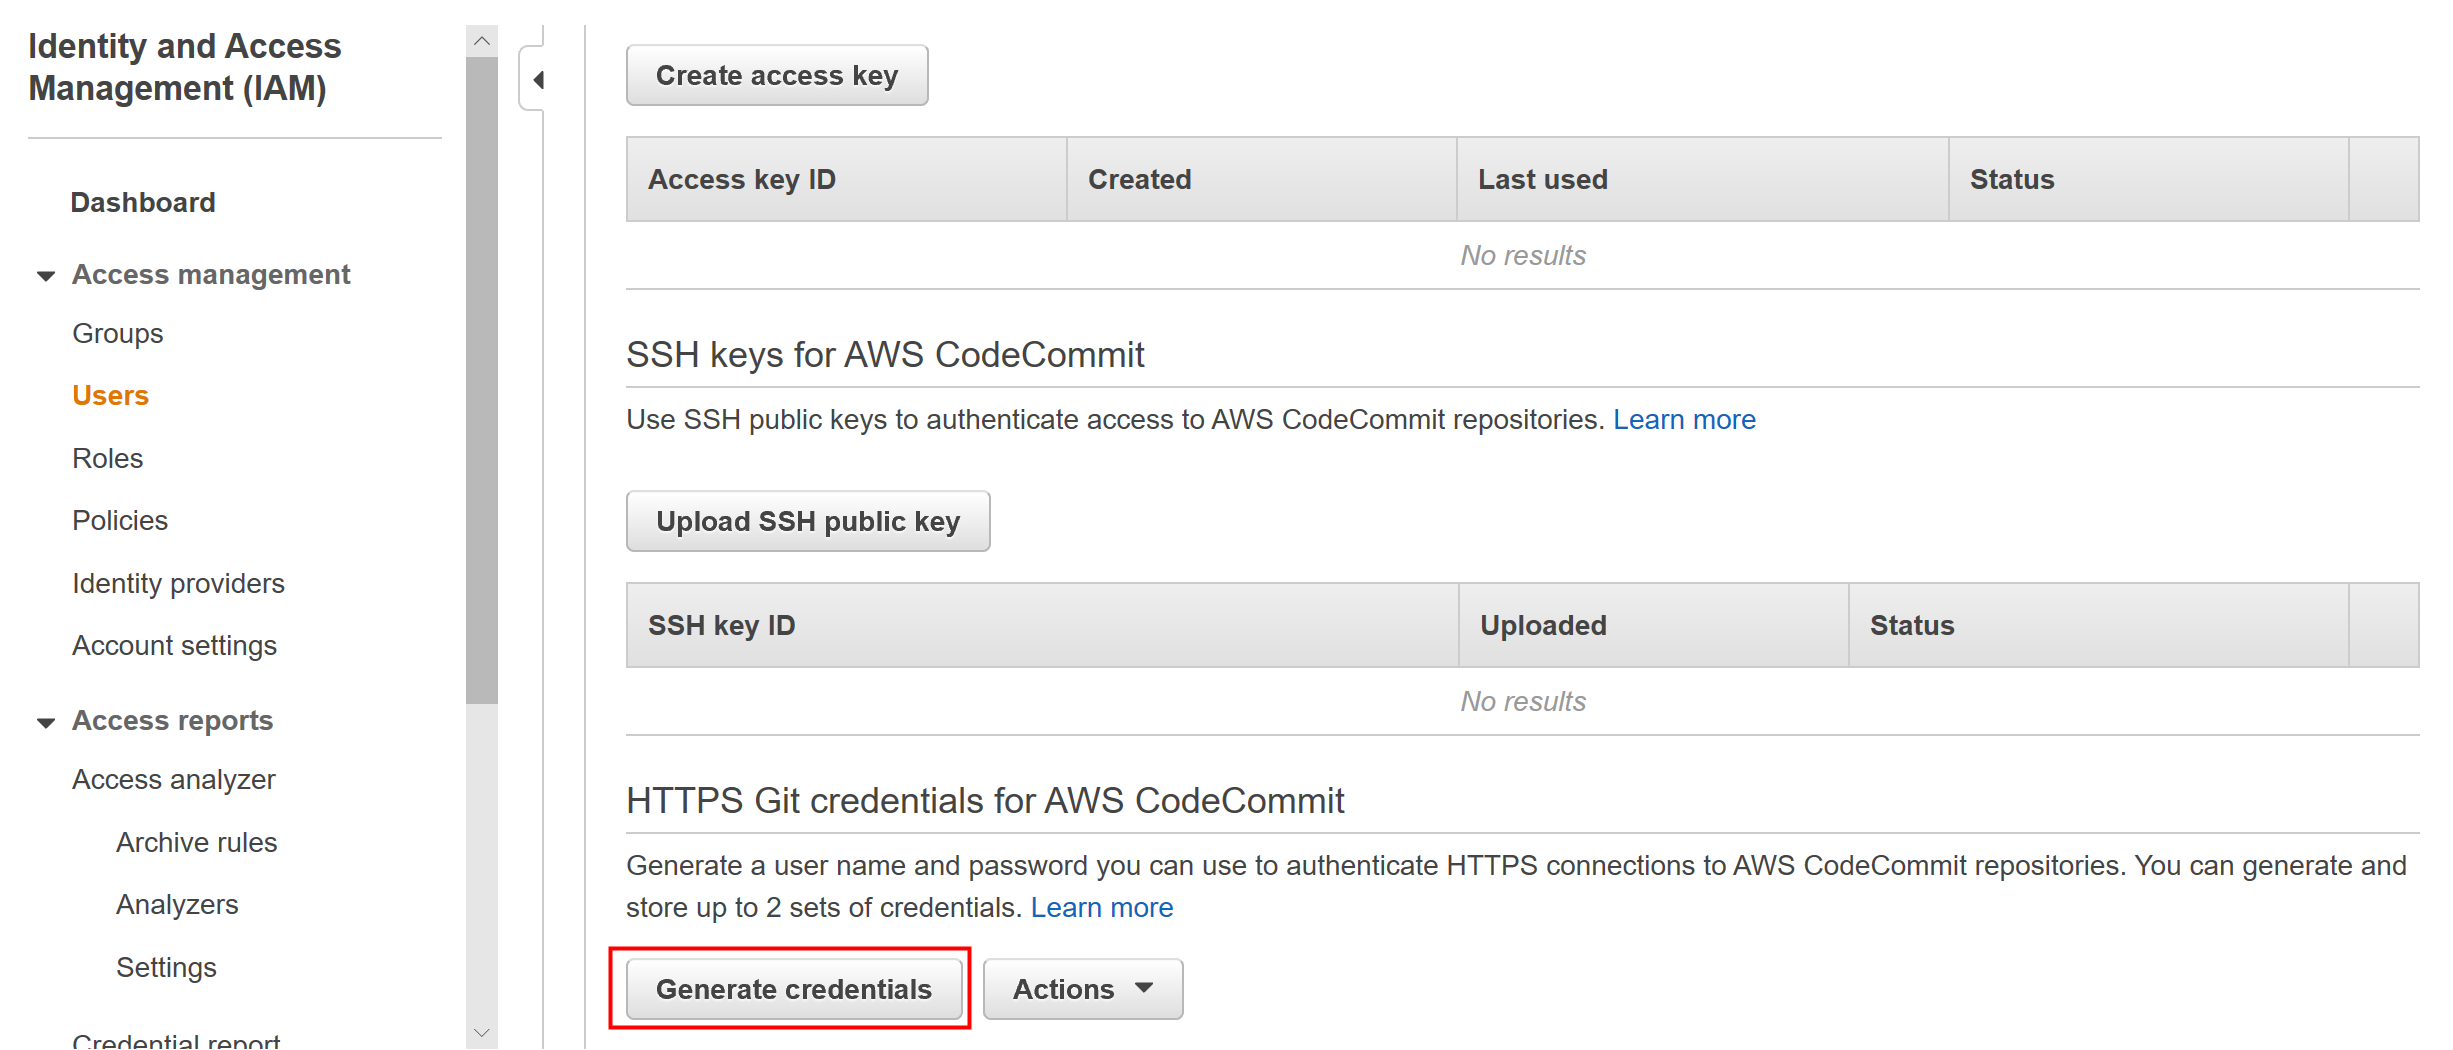 Identity and Access
Management (IAM)
Dashboard
Access management
Groups
Users
Roles
Policies
Identity providers
Account settings
Access reports
Access analyzer
Archive rules
Analyzers
Settings
Credential report
Create access key
Access key ID Created Last used Status
No results
SSH keys for AWS CodeCommit
Use SSH public keys to authenticate access to AWS CodeCommit repositories. Learn more
Upload SSH public key
SSH key ID Uploaded Status
No results
HTTPS Git credentials for AWS CodeCommit
Generate a user name and password you can use to authenticate HTTPS connections to AWS CodeCommit repositories. You can generate and
store up to 2 sets of credentials. Learn more
Generate credentials Actions